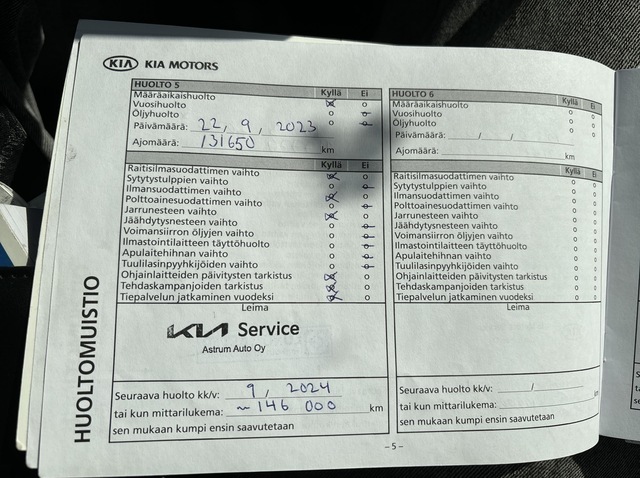 KIA KIA MOTORS
HUOLTO 5 Kyllä Ei
Määräaikaishuolto
Vuosihuolto
Öljyhuolto
Päivämäärä: 22, 9, 2023
Ajomäärä: 131650 km
Kyllä Ei
Raitisilmasuodattimen vaihto
Sytytystulppien vaihto
Ilmansuodattimen vaihto
Polttoainesuodattimen vaihto
Jarrunesteen vaihto
Jäähdytysnesteen vaihto
Voimansiirron öljyjen vaihto
Ilmastointilaitteen täyttöhuolto
Apulaitehihnan vaihto
Tuulilasinpyyhkijöiden vaihto
Ohjainlaitteiden päivitysten tarkistus
Tehdaskampanjoiden tarkistus
Tiepalvelun jatkaminen vuodeksi
Leima
KIA Service
Astrum Auto Oy
Seuraava huolto kk/v: 9, 2024
tai kun mittarilukema: ~146 000 km
sen mukaan kumpi ensin saavutetaan
HUOLTO 6 Kyllä Ei
Määräaikaishuolto
Vuosihuolto
Öljyhuolto
Päivämäärä: / /
Ajomäärä: km
Kyllä Ei
Raitisilmasuodattimen vaihto
Sytytystulppien vaihto
Ilmansuodattimen vaihto
Polttoainesuodattimen vaihto
Jarrunesteen vaihto
Jäähdytysnesteen vaihto
Voimansiirron öljyjen vaihto
Ilmastointilaitteen täyttöhuolto
Apulaitehihnan vaihto
Tuulilasinpyyhkijöiden vaihto
Ohjainlaitteiden päivitysten tarkistus
Tehdaskampanjoiden tarkistus
Tiepalvelun jatkaminen vuodeksi
Leima
Seuraava huolto kk/v: /
tai kun mittarilukema: km
sen mukaan kumpi ensin saavutetaan
HUOLTOMUISTIO
– 5 –